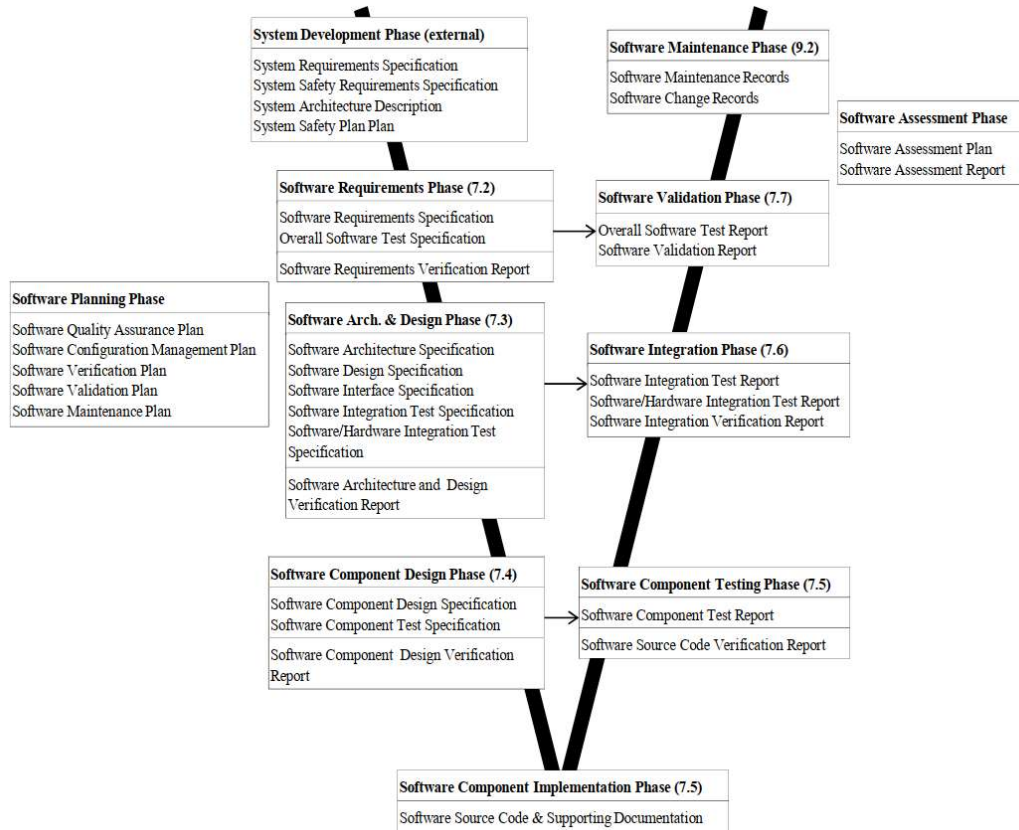 System Development Phase (external)
System Requirements Specification
System Safety Requirements Specification
System Architecture Description
System Safety Plan Plan
Software Maintenance Phase (9.2)
Software Maintenance Records
Software Change Records
Software Assessment Phase
Software Assessment Plan
Software Assessment Report
Software Requirements Phase (7.2)
Software Requirements Specification
Overall Software Test Specification
Software Requirements Verification Report
Software Validation Phase (7.7)
Overall Software Test Report
Software Validation Report
Software Planning Phase
Software Quality Assurance Plan
Software Configuration Management Plan
Software Verification Plan
Software Validation Plan
Software Maintenance Plan
Software Arch. & Design Phase (7.3)
Software Architecture Specification
Software Design Specification
Software Interface Specification
Software Integration Test Specification
Software/Hardware Integration Test
Specification
Software Architecture and Design
Verification Report
Software Integration Phase (7.6)
Software Integration Test Report
Software/Hardware Integration Test Report
Software Integration Verification Report
Software Component Design Phase (7.4)
Software Component Design Specification
Software Component Test Specification
Software Component Design Verification
Report
Software Component Testing Phase (7.5)
Software Component Test Report
Software Source Code Verification Report
Software Component Implementation Phase (7.5)
Software Source Code & Supporting Documentation